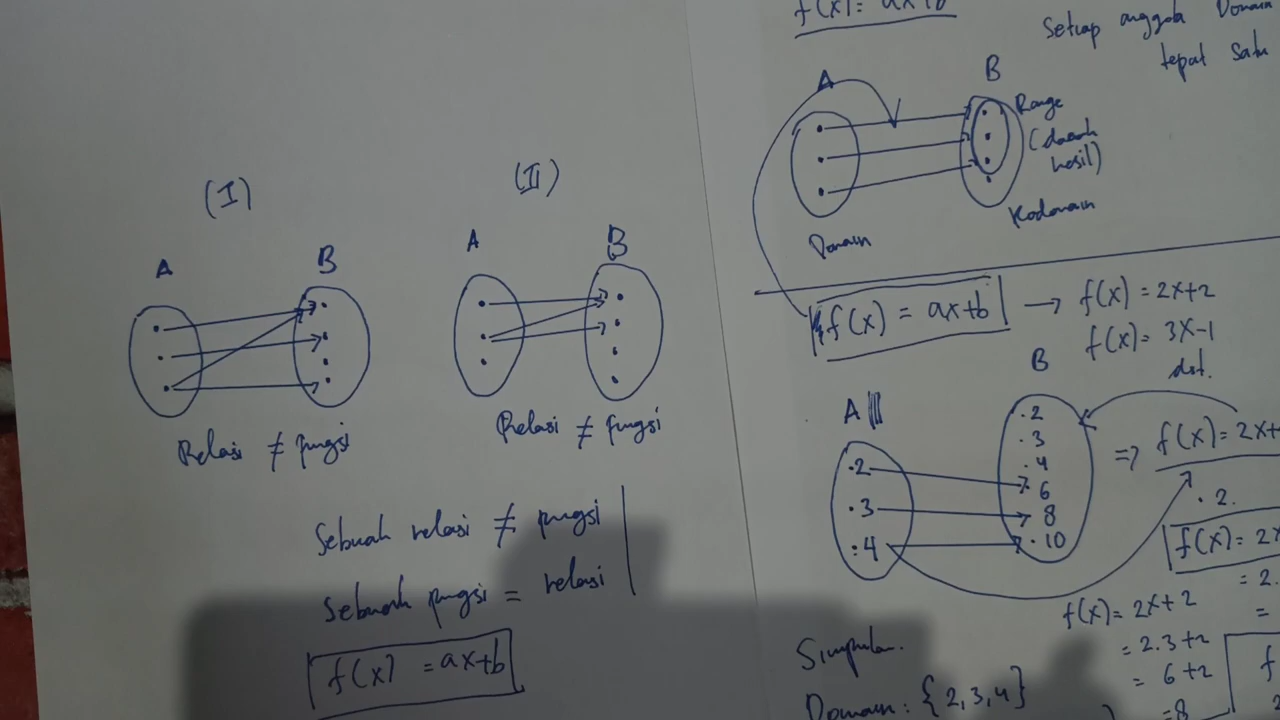 (I)
A
B
Relasi ≠ fungsi
(II)
A
B
Relasi ≠ fungsi
Sebuah relasi ≠ fungsi
Sebuah fungsi = relasi
f(x) = ax+b
f(x) = ax+b
Setiap anggota Domain
tepat satu
A
B
Range
(daerah
hasil)
Kodomain
Domain
f(x) = ax+b → f(x) = 2x+2
f(x) = 3x-1
dst.
A
B
.2
.3
:4
.2
.3
.4
6
8
.10
⇒ f(x) = 2x+
. 2.
f(x) = 2x
= 2.
=
f(x) = 2x+2
= 2.3+2
= 6+2
=8
f
Simpulan.
Domain : {2,3,4}